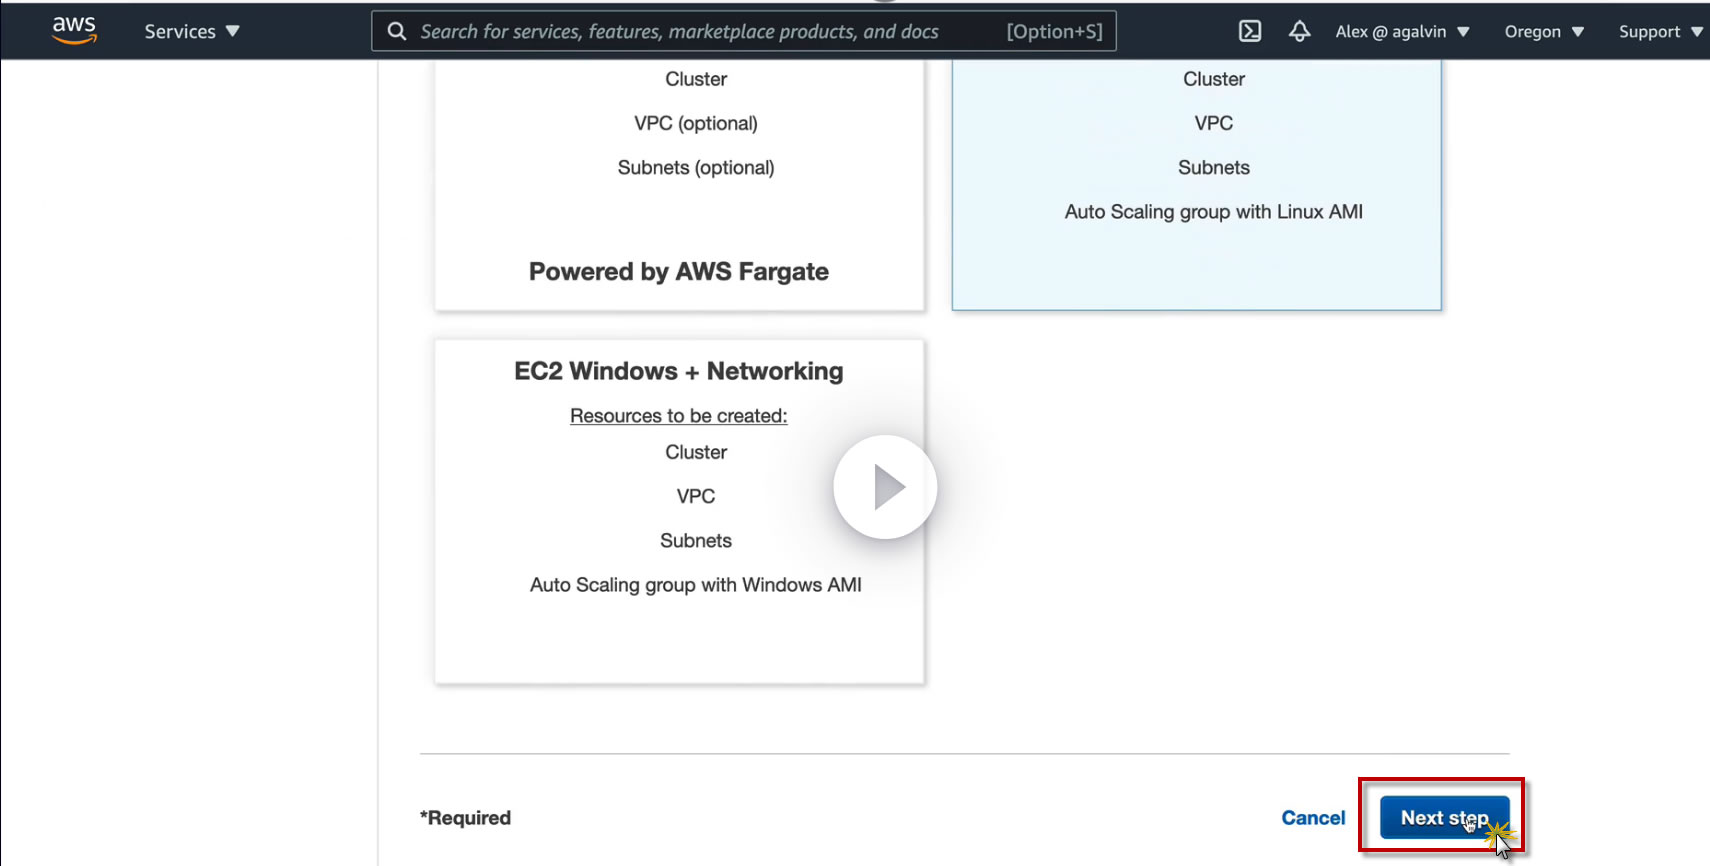 aws Services Search for services, features, marketplace products, and docs [Option+S] Alex @ agalvin Oregon Support
Cluster
VPC (optional)
Subnets (optional)
Powered by AWS Fargate
Cluster
VPC
Subnets
Auto Scaling group with Linux AMI
EC2 Windows + Networking
Resources to be created:
Cluster
VPC
Subnets
Auto Scaling group with Windows AMI
*Required Cancel Next step